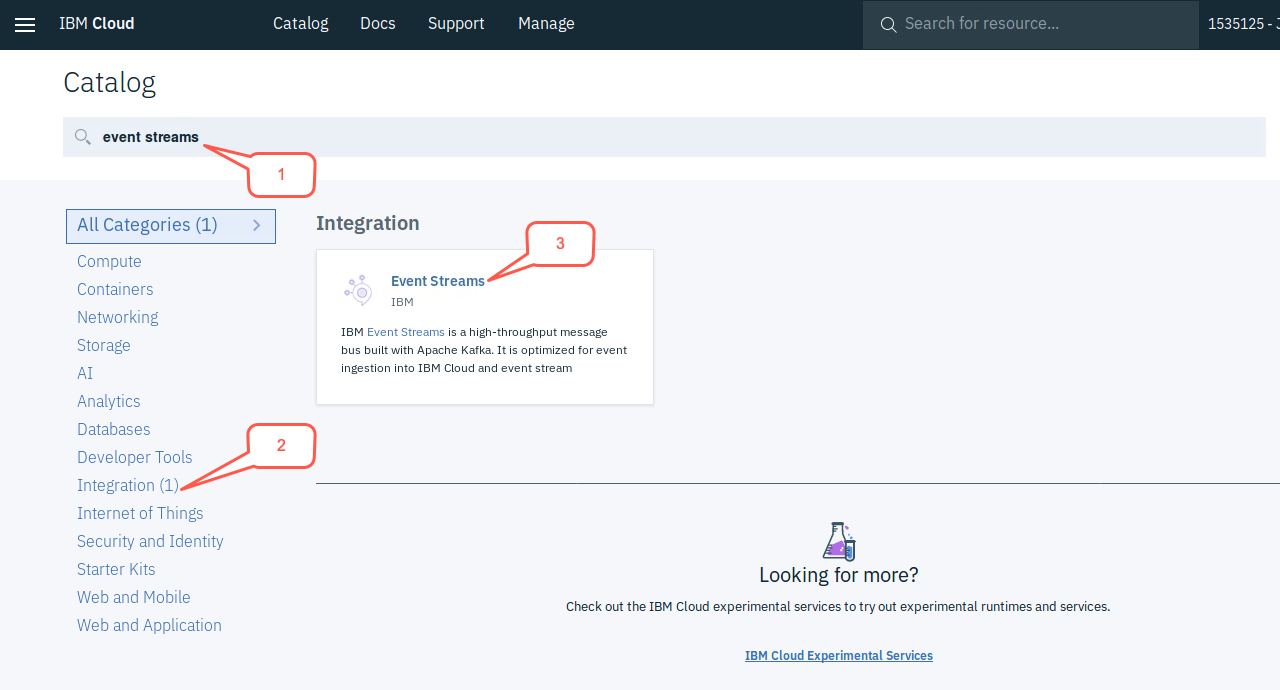 IBM Cloud
Catalog
Docs
Support
Manage
Search for resource...
1535125 - J
Catalog
event streams
1
All Categories (1)
Compute
Containers
Networking
Storage
AI
Analytics
Databases
Developer Tools
Integration (1)
Internet of Things
Security and Identity
Starter Kits
Web and Mobile
Web and Application
2
Integration
3
Event Streams
IBM
IBM Event Streams is a high-throughput message
bus built with Apache Kafka. It is optimized for event
ingestion into IBM Cloud and event stream
Looking for more?
Check out the IBM Cloud experimental services to try out experimental runtimes and services.
IBM Cloud Experimental Services